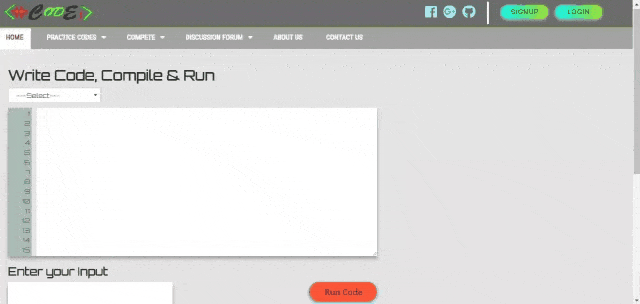 CODE
SIGNUP
LOGIN
HOME
PRACTICE CODES
COMPETE
DISCUSSION FORUM
ABOUT US
CONTACT US
Write Code, Compile & Run
---Select---
1
2
3
4
5
6
7
8
9
10
11
12
13
14
15
Enter your Input
Run Code